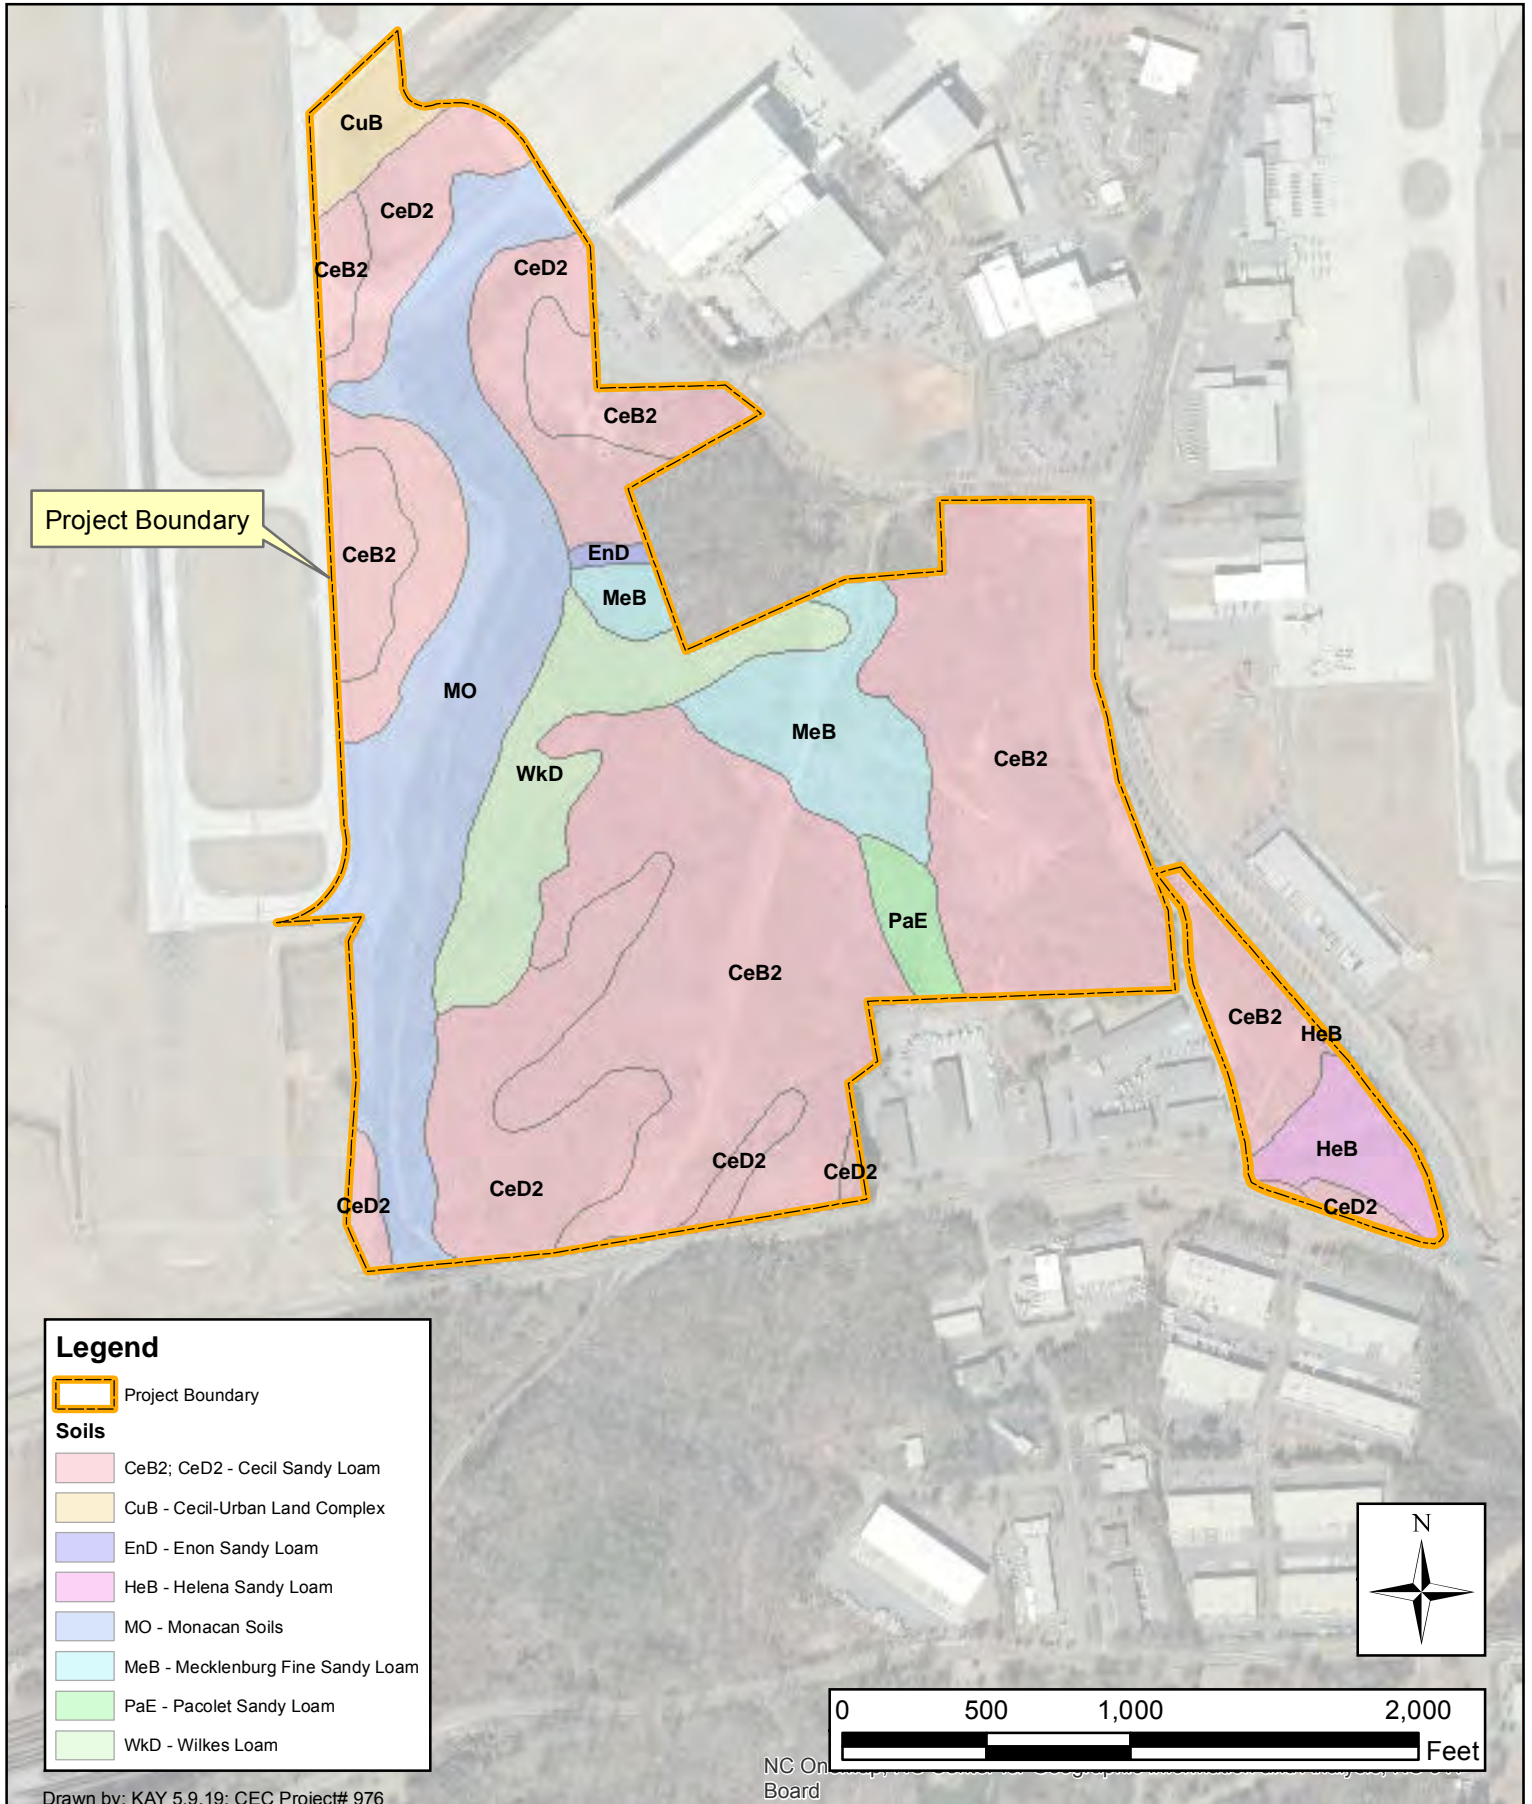 CuB
CeD2
CeB2
CeD2
CeB2
Project Boundary
CeB2
EnD
MeB
MO
MeB
CeB2
WkD
PaE
CeB2
CeB2
HeB
HeB
CeD2
CeD2
CeD2
CeD2
CeD2
Legend
Project Boundary
Soils
CeB2; CeD2 - Cecil Sandy Loam
CuB - Cecil-Urban Land Complex
EnD - Enon Sandy Loam
HeB - Helena Sandy Loam
MO - Monacan Soils
MeB - Mecklenburg Fine Sandy Loam
PaE - Pacolet Sandy Loam
WkD - Wilkes Loam
N
0 500 1,000 2,000
Feet
NC
Board
Drawn by: KAY 5.9.19; CEC Project# 976